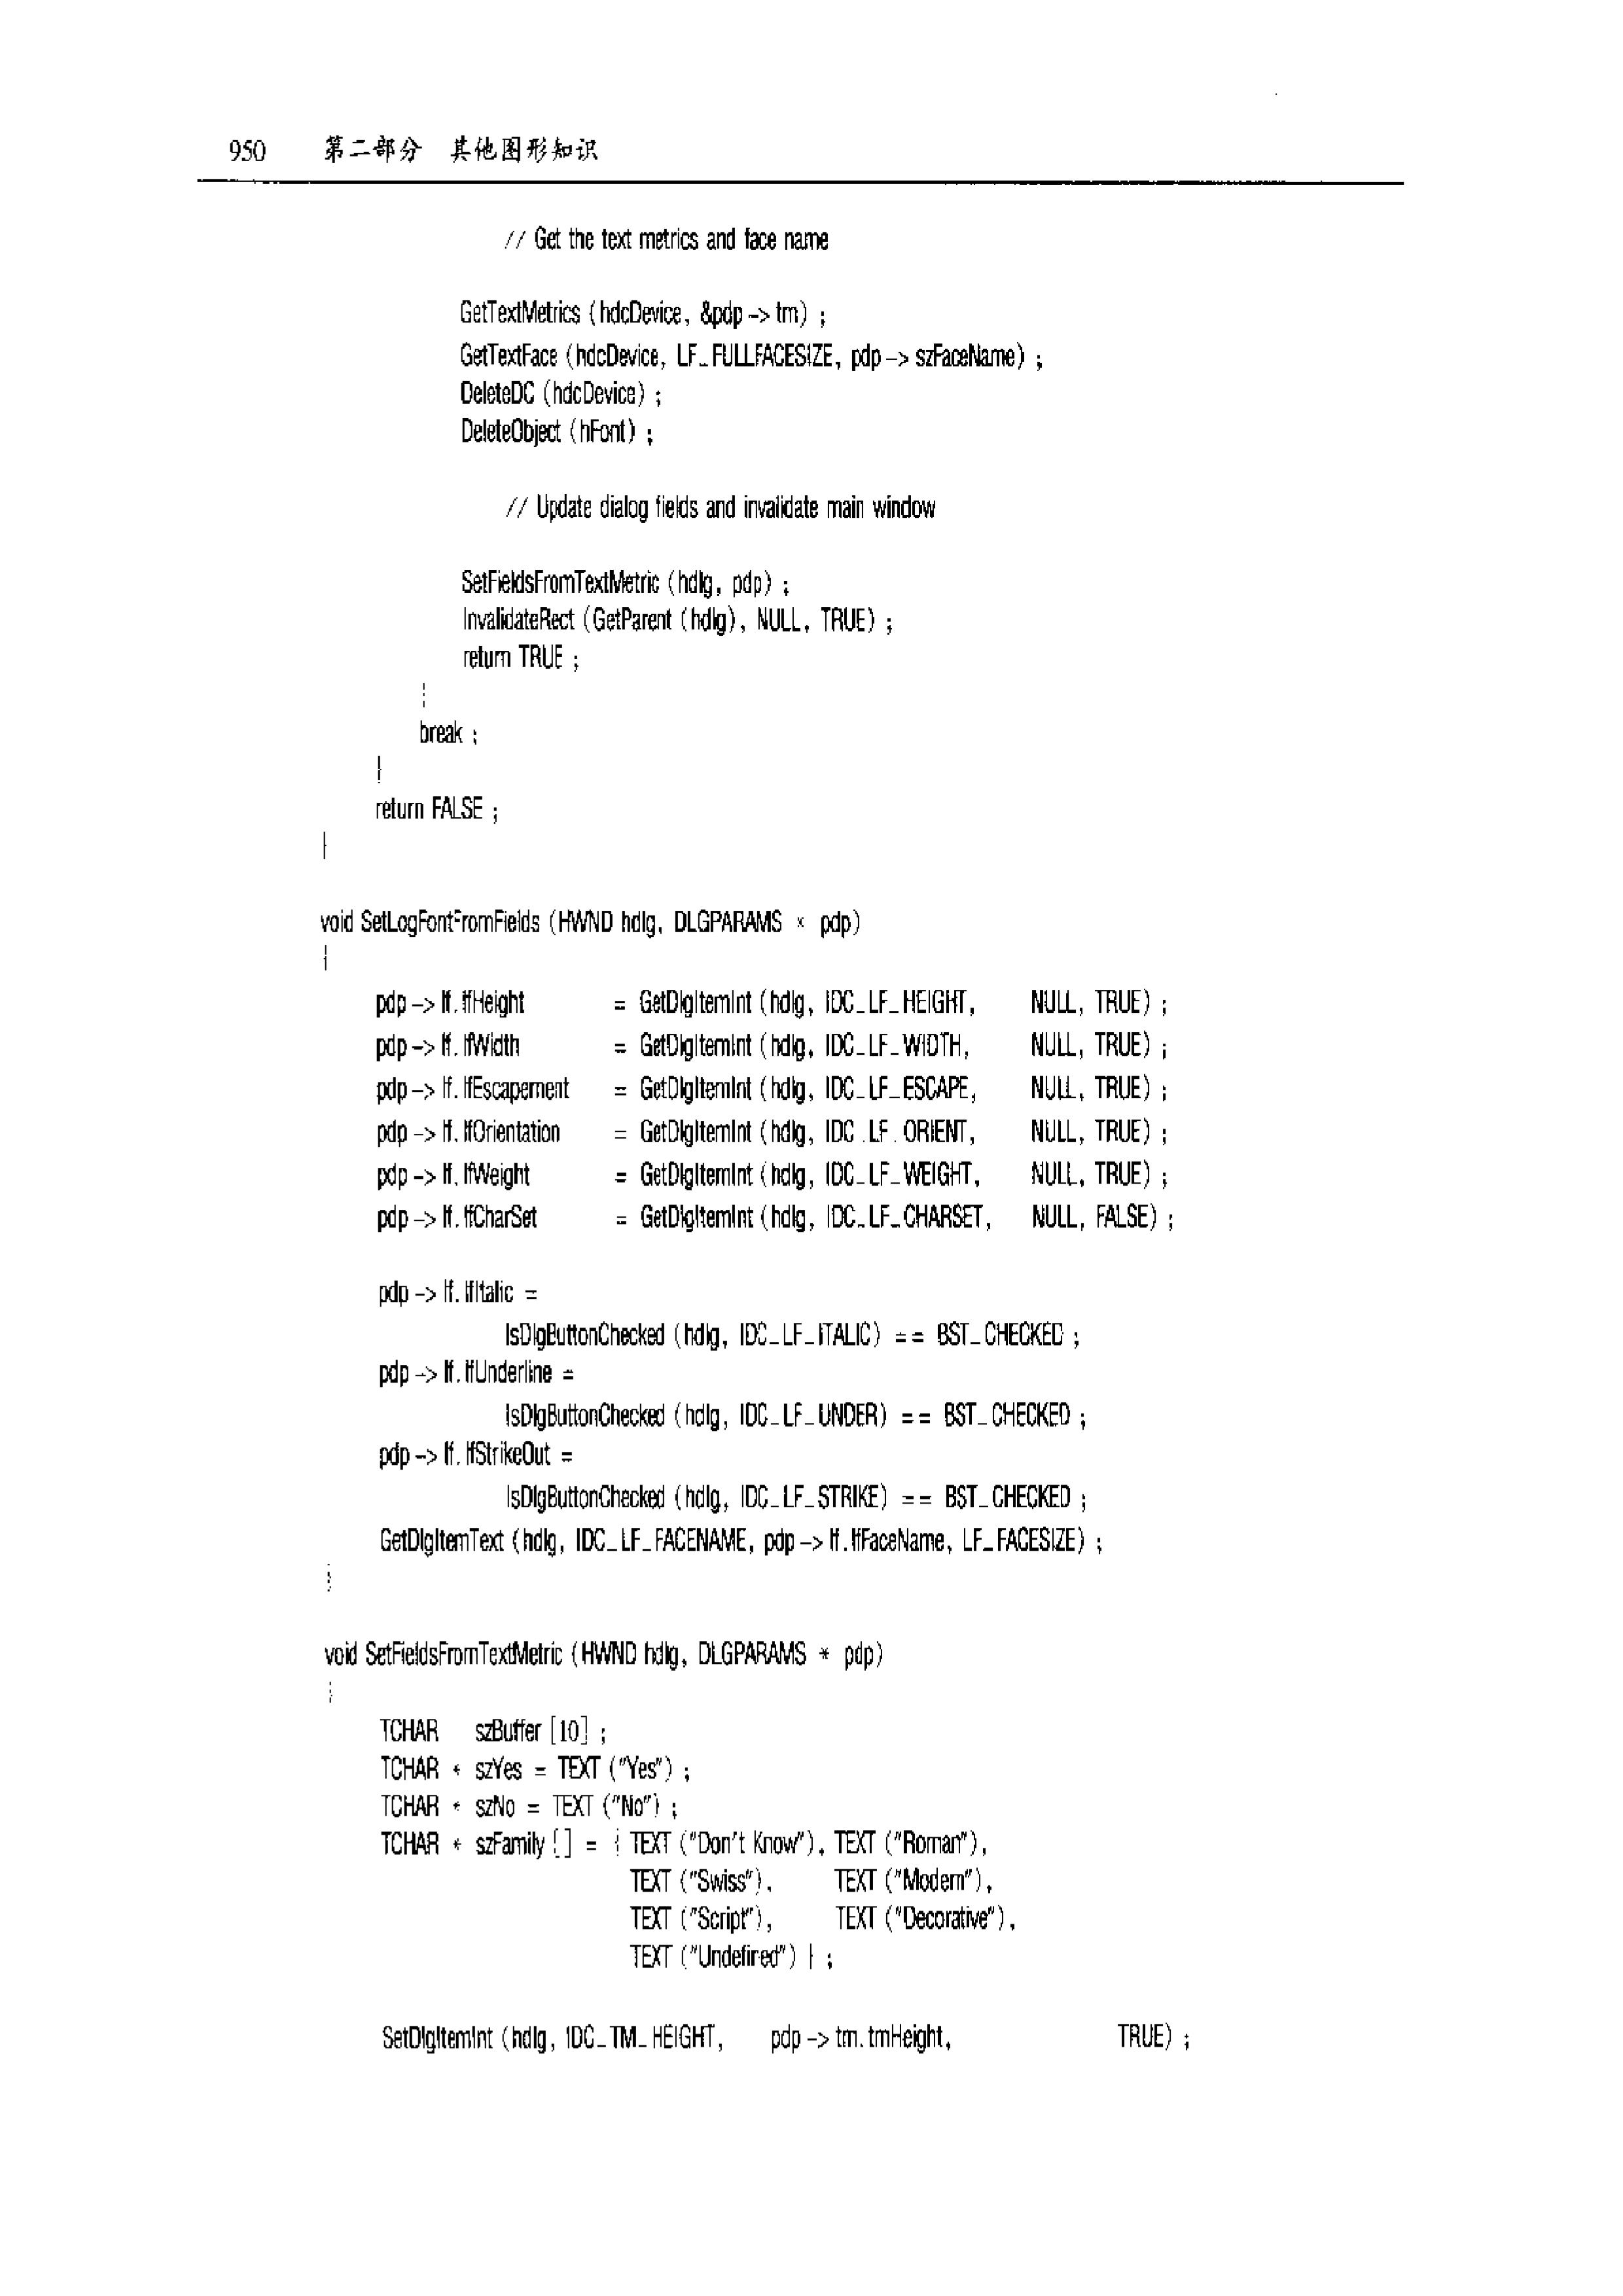 950 第二部分 其他图形知识
// Get the text metrics and face name
GetTextMetrics (hdcDevice, &pdp -> tm) ;
GetTextFace (hdcDevice, LF_FULLFACESIZE, pdp -> szFaceName) ;
DeleteDC (hdcDevice) ;
DeleteObject (hFont) ;
// Update dialog fields and invalidate main window
SetFieldsFromTextMetric (hdlg, pdp) ;
InvalidateRect (GetParent (hdlg), NULL, TRUE) ;
return TRUE ;
}
break ;
}
return FALSE ;
}
void SetLogFontFromFields (HWND hdlg, DLGPARAMS * pdp)
{
pdp -> lf. lfHeight = GetDlgItemInt (hdlg, IDC_LF_HEIGHT, NULL, TRUE) ;
pdp -> lf. lfWidth = GetDlgItemInt (hdlg, IDC_LF_WIDTH, NULL, TRUE) ;
pdp -> lf. lfEscapement = GetDlgItemInt (hdlg, IDC_LF_ESCAPE, NULL, TRUE) ;
pdp -> lf. lfOrientation = GetDlgItemInt (hdlg, IDC_LF_ORIENT, NULL, TRUE) ;
pdp -> lf. lfWeight = GetDlgItemInt (hdlg, IDC_LF_WEIGHT, NULL, TRUE) ;
pdp -> lf. lfCharSet = GetDlgItemInt (hdlg, IDC_LF_CHARSET, NULL, FALSE) ;
pdp -> lf. lfItalic =
IsDlgButtonChecked (hdlg, IDC_LF_ITALIC) == BST_CHECKED ;
pdp -> lf. lfUnderline =
IsDlgButtonChecked (hdlg, IDC_LF_UNDER) == BST_CHECKED ;
pdp -> lf. lfStrikeOut =
IsDlgButtonChecked (hdlg, IDC_LF_STRIKE) == BST_CHECKED ;
GetDlgItemText (hdlg, IDC_LF_FACENAME, pdp -> lf. lfFaceName, LF_FACESIZE) ;
}
void SetFieldsFromTextMetric (HWND hdlg, DLGPARAMS * pdp)
{
TCHAR szBuffer [10] ;
TCHAR * szYes = TEXT ("Yes") ;
TCHAR * szNo = TEXT ("No") ;
TCHAR * szFamily [] = { TEXT ("Don't Know"), TEXT ("Roman"),
TEXT ("Swiss"), TEXT ("Modern"),
TEXT ("Script"), TEXT ("Decorative"),
TEXT ("Undefined") } ;
SetDlgItemInt (hdlg, IDC_TM_HEIGHT, pdp -> tm. tmHeight, TRUE) ;